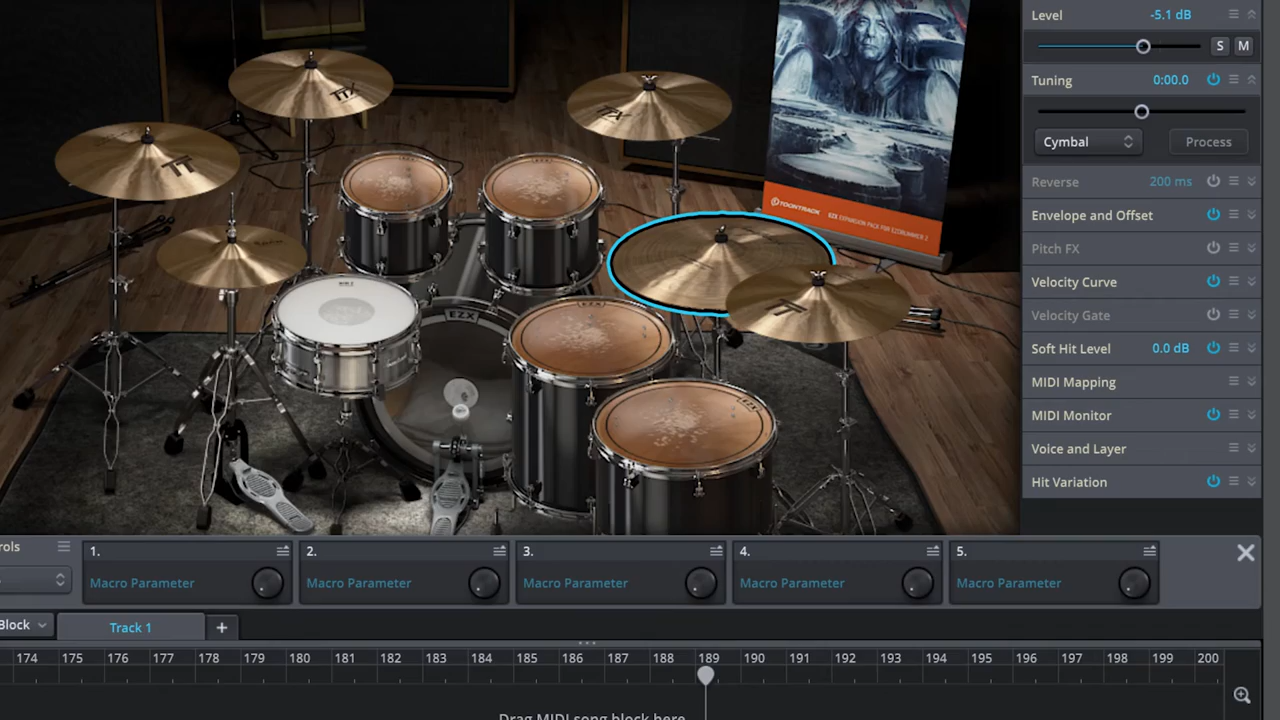 Level -5.1 dB
S M
Tuning 0:00.0
Cymbal Process
Reverse 200 ms
Envelope and Offset
Pitch FX
Velocity Curve
Velocity Gate
Soft Hit Level 0.0 dB
MIDI Mapping
MIDI Monitor
Voice and Layer
Hit Variation
TOONTRACK EZX EXPANSION PACK FOR EZDRUMMER 2
EZX
rols
1. 2. 3. 4. 5.
Macro Parameter Macro Parameter Macro Parameter Macro Parameter Macro Parameter
Block Track 1 +
174 175 176 177 178 179 180 181 182 183 184 185 186 187 188 189 190 191 192 193 194 195 196 197 198 199 200
Drag MIDI song block here